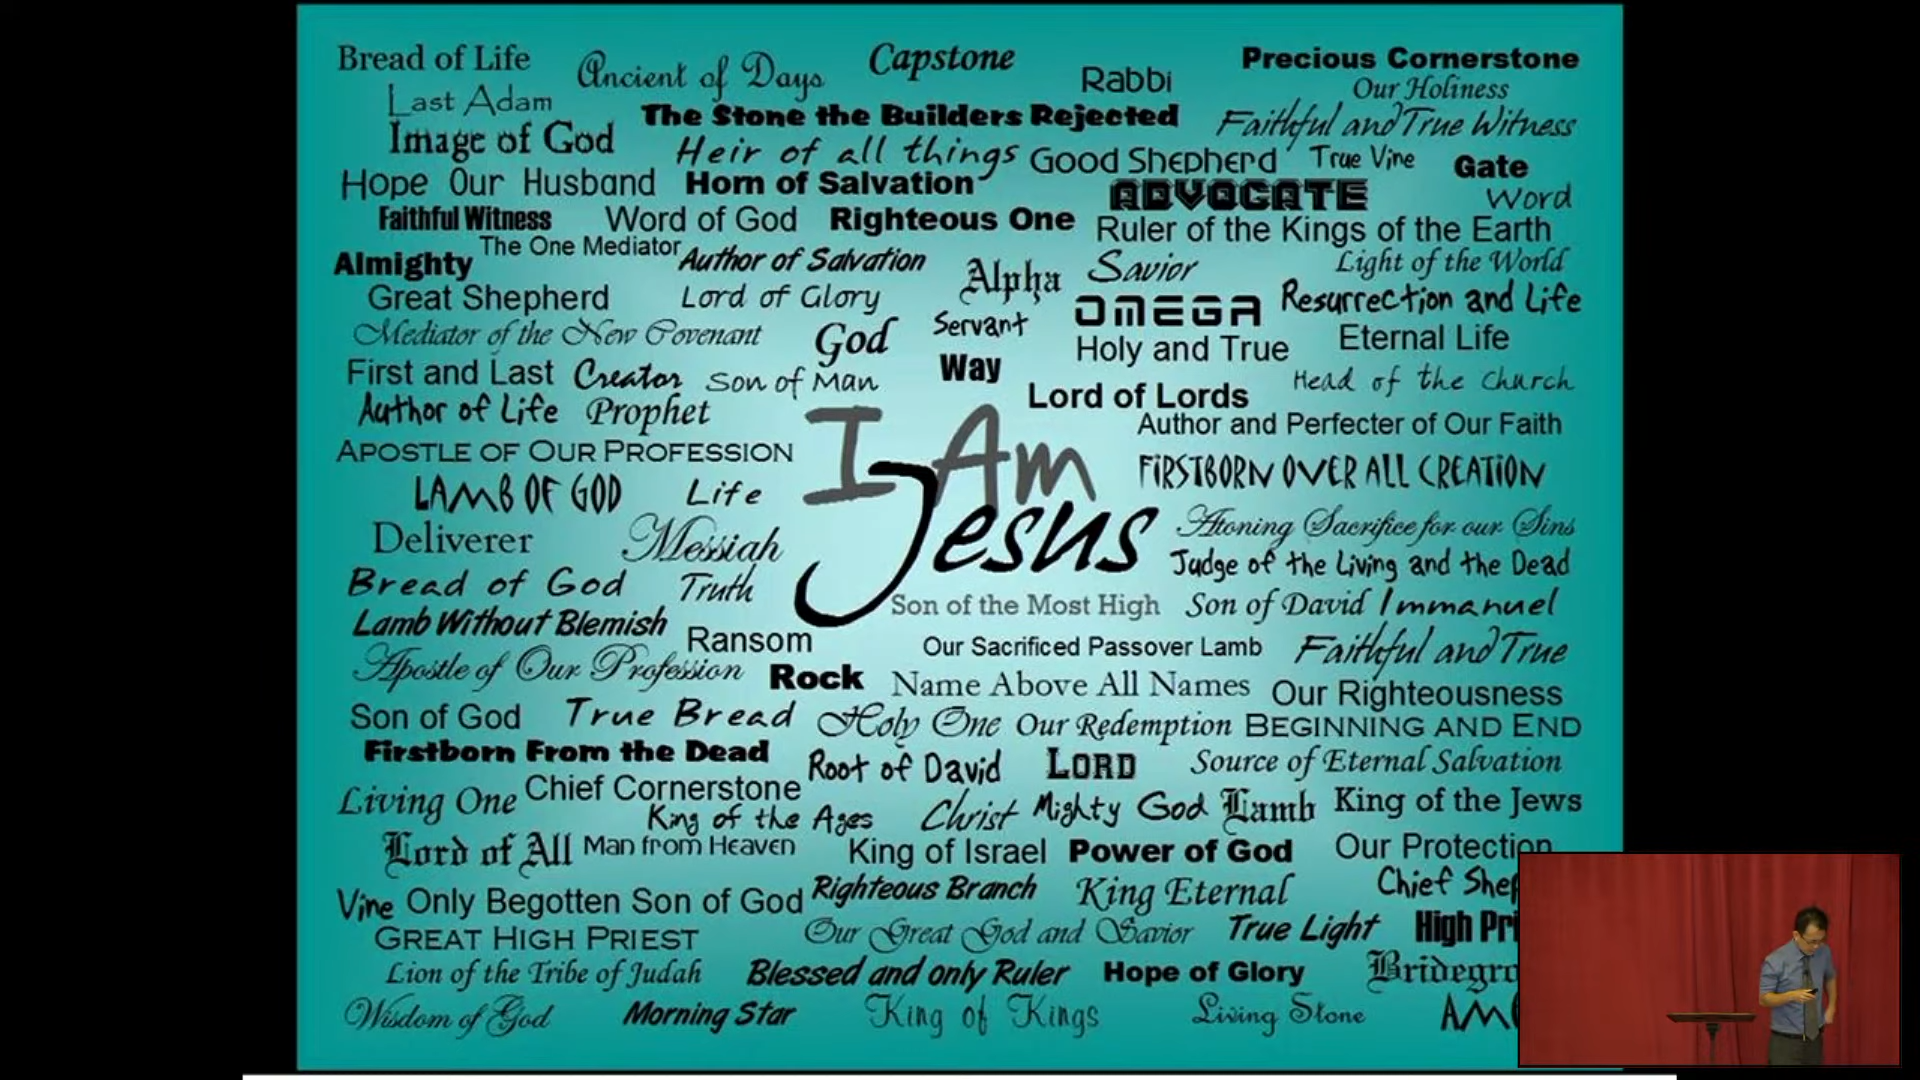 Bread of Life Ancient of Days Capstone Rabbi Precious Cornerstone
Last Adam The Stone the Builders Rejected Our Holiness
Image of God Heir of all things Good Shepherd Faithful and True Witness
True Vine Gate
Hope Our Husband Horn of Salvation ADVOCATE Word
Faithful Witness Word of God Righteous One Ruler of the Kings of the Earth
The One Mediator
Almighty Author of Salvation Alpha Savior Light of the World
Great Shepherd Lord of Glory OMEGA Resurrection and Life
Mediator of the New Covenant God Servant Holy and True Eternal Life
First and Last Creator Son of Man Way Head of the Church
Author of Life Prophet Lord of Lords
Author and Perfecter of Our Faith
APOSTLE OF OUR PROFESSION I Am FIRSTBORN OVER ALL CREATION
LAMB OF GOD Life Jesus
Deliverer Messiah Atoning Sacrifice for our Sins
Judge of the Living and the Dead
Bread of God Truth Son of the Most High Son of David Immanuel
Lamb Without Blemish Ransom Our Sacrificed Passover Lamb Faithful and True
Apostle of Our Profession Rock Name Above All Names Our Righteousness
Son of God True Bread Holy One Our Redemption BEGINNING AND END
Firstborn From the Dead Root of David LORD Source of Eternal Salvation
Living One Chief Cornerstone Christ Mighty God Lamb King of the Jews
King of the Ages
Lord of All Man from Heaven King of Israel Power of God Our Protection
Vine Only Begotten Son of God Righteous Branch King Eternal Chief
GREAT HIGH PRIEST Our Great God and Savior True Light High
Lion of the Tribe of Judah Blessed and only Ruler Hope of Glory
Wisdom of God Morning Star King of Kings Living Stone